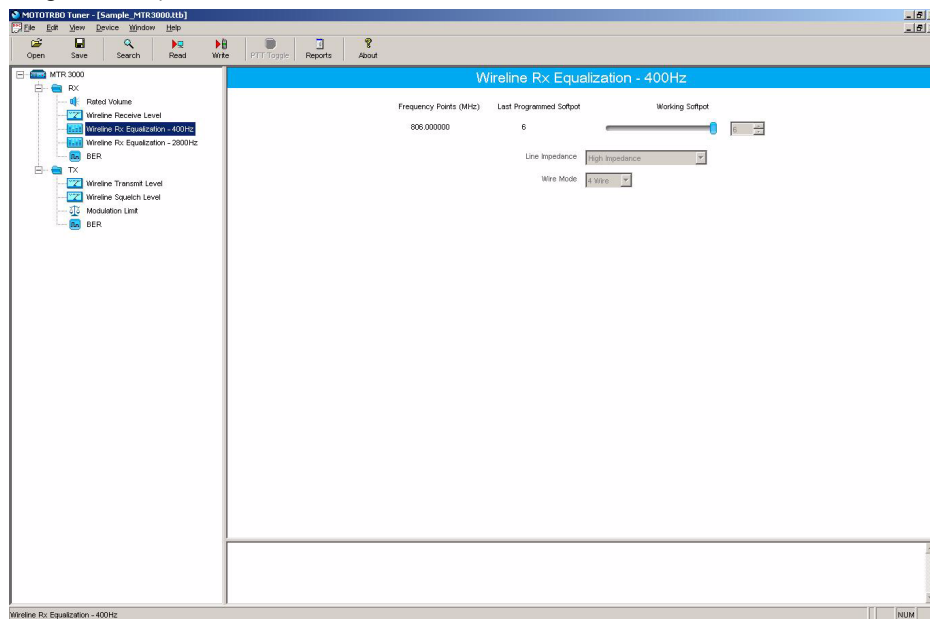 MOTOTRBO Tuner - [Sample_MTR3000.ttb]
File Edit View Device Window Help
Open Save Search Read Write PTT Toggle Reports About
MTR 3000
RX
Rated Volume
Wireline Receive Level
Wireline Rx Equalization - 400Hz
Wireline Rx Equalization - 2800Hz
BER
TX
Wireline Transmit Level
Wireline Squelch Level
Modulation Limit
BER
Wireline Rx Equalization - 400Hz
Frequency Points (MHz) Last Programmed Softpot Working Softpot
806.000000 6 6
Line Impedance High Impedance
Wire Mode 4 Wire
Wireline Rx Equalization - 400Hz NUM